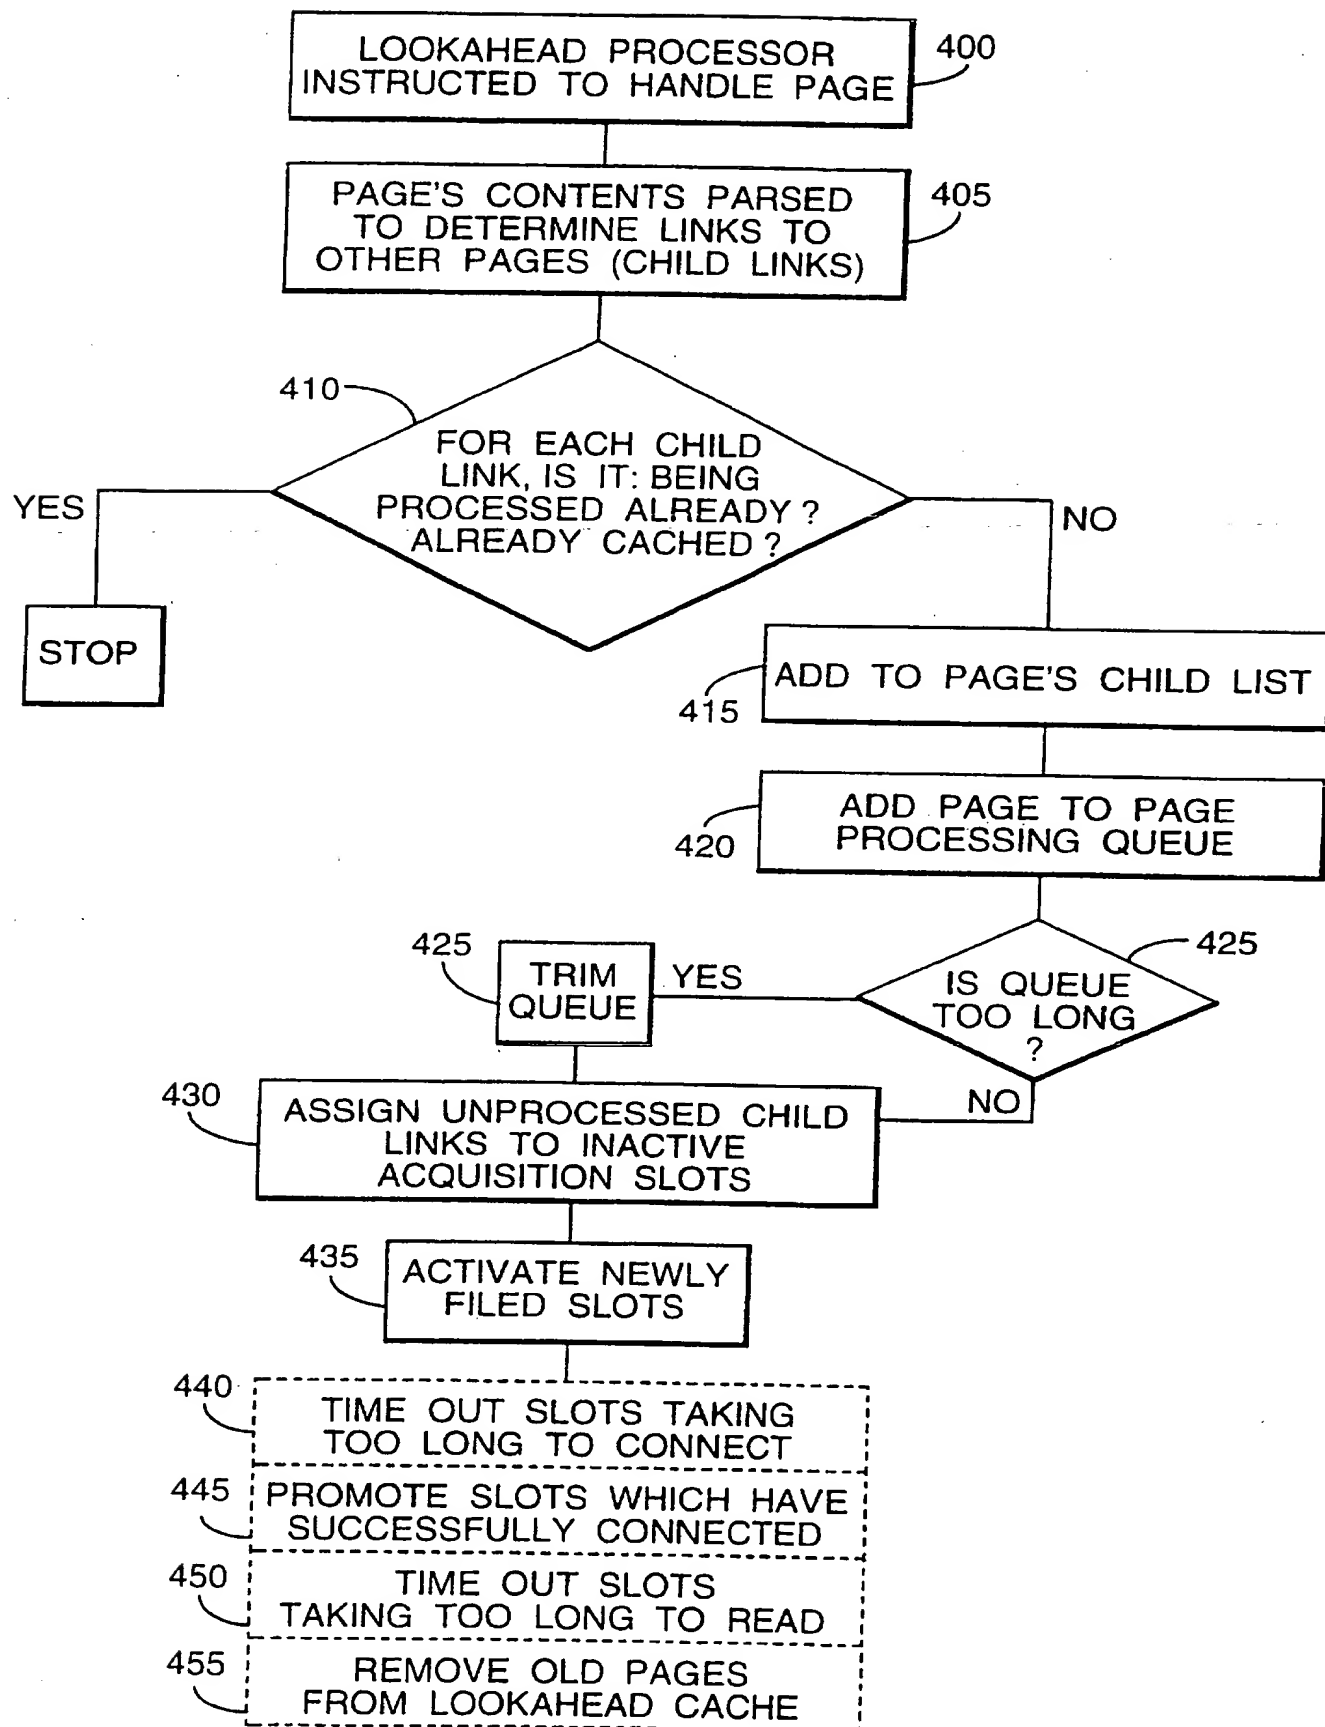 LOOKAHEAD PROCESSOR
INSTRUCTED TO HANDLE PAGE
400
PAGE'S CONTENTS PARSED
TO DETERMINE LINKS TO
OTHER PAGES (CHILD LINKS)
405
410
FOR EACH CHILD
LINK, IS IT: BEING
PROCESSED ALREADY?
ALREADY CACHED?
YES
NO
STOP
ADD TO PAGE'S CHILD LIST
415
ADD PAGE TO PAGE
PROCESSING QUEUE
420
425
IS QUEUE
TOO LONG
?
YES
425
TRIM
QUEUE
NO
430
ASSIGN UNPROCESSED CHILD
LINKS TO INACTIVE
ACQUISITION SLOTS
435
ACTIVATE NEWLY
FILED SLOTS
440
TIME OUT SLOTS TAKING
TOO LONG TO CONNECT
445
PROMOTE SLOTS WHICH HAVE
SUCCESSFULLY CONNECTED
450
TIME OUT SLOTS
TAKING TOO LONG TO READ
455
REMOVE OLD PAGES
FROM LOOKAHEAD CACHE